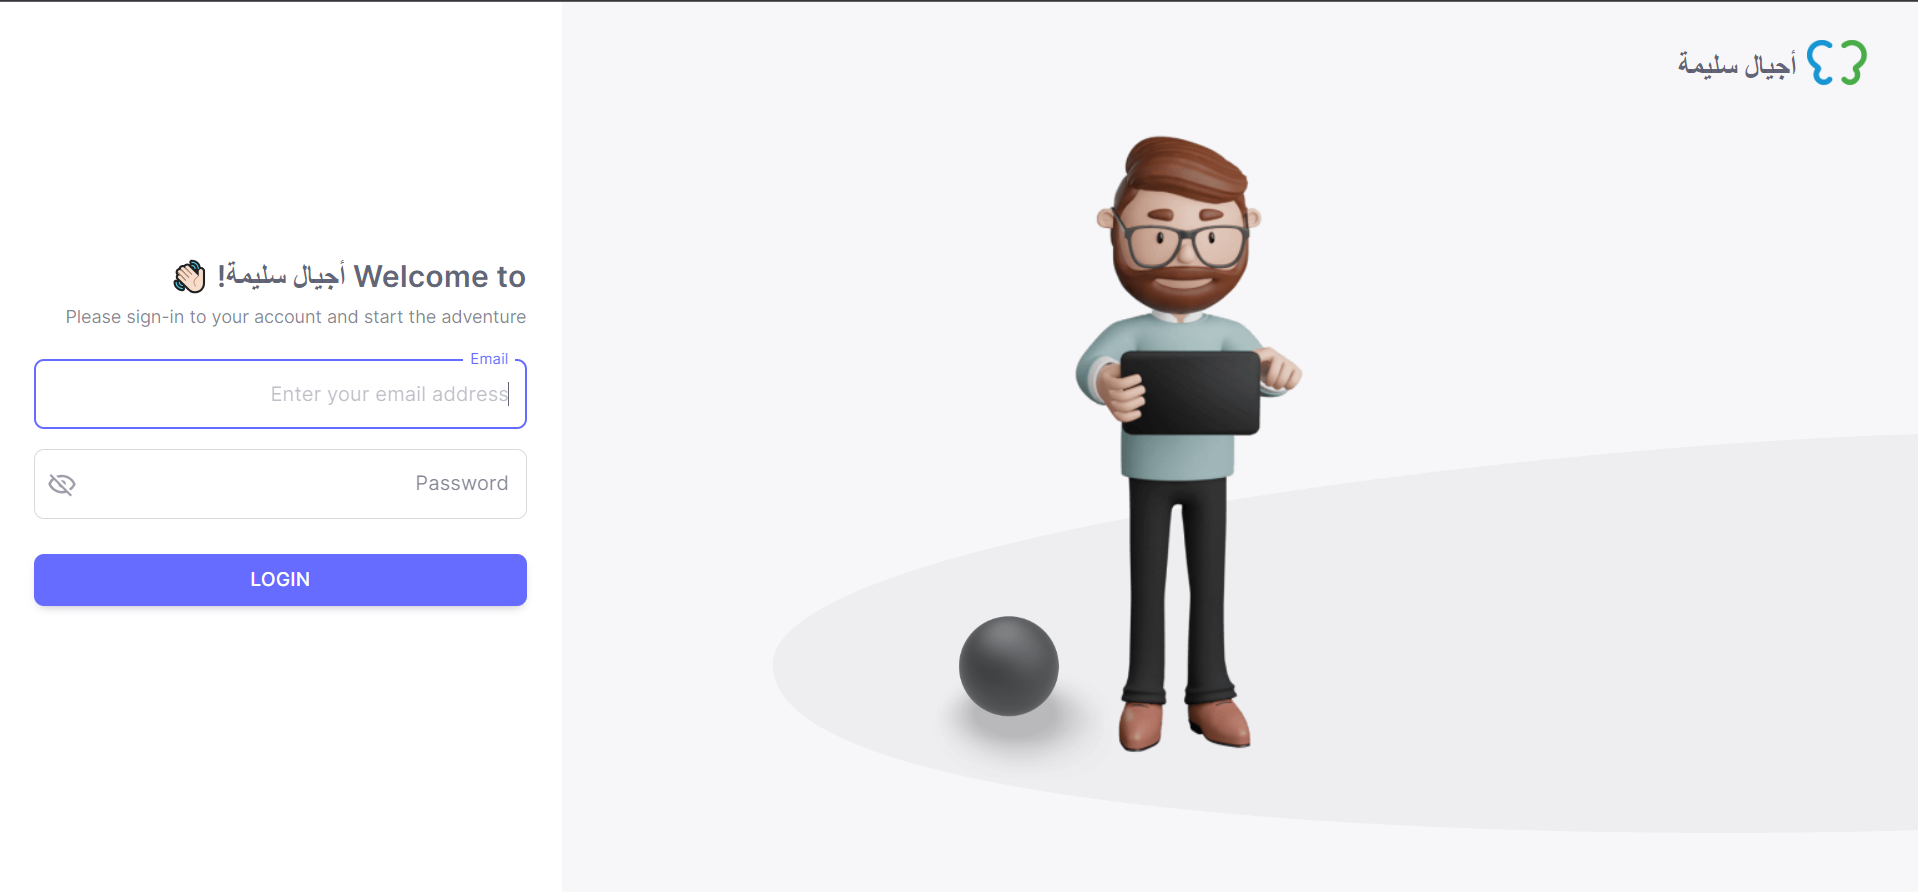 أجيال سليمة
Welcome to أجيال سليمة! 👋🏻
Please sign-in to your account and start the adventure
Email
Enter your email address
Password
LOGIN